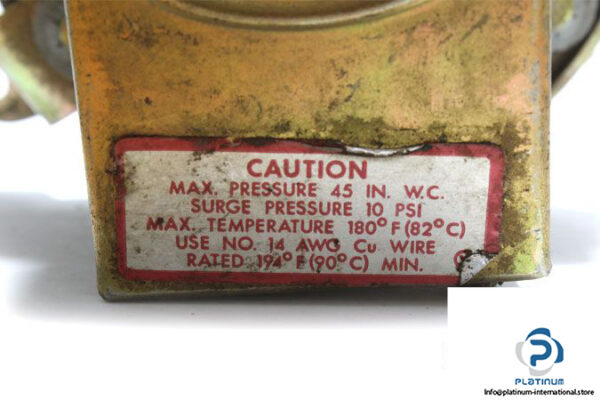 CAUTION
MAX. PRESSURE 45 IN. W.C.
SURGE PRESSURE 10 PSI
MAX. TEMPERATURE 180°F (82°C)
USE NO. 14 AWG Cu WIRE
RATED 194°F (90°C) MIN.
PLATINUM
Info@platinum-international.store